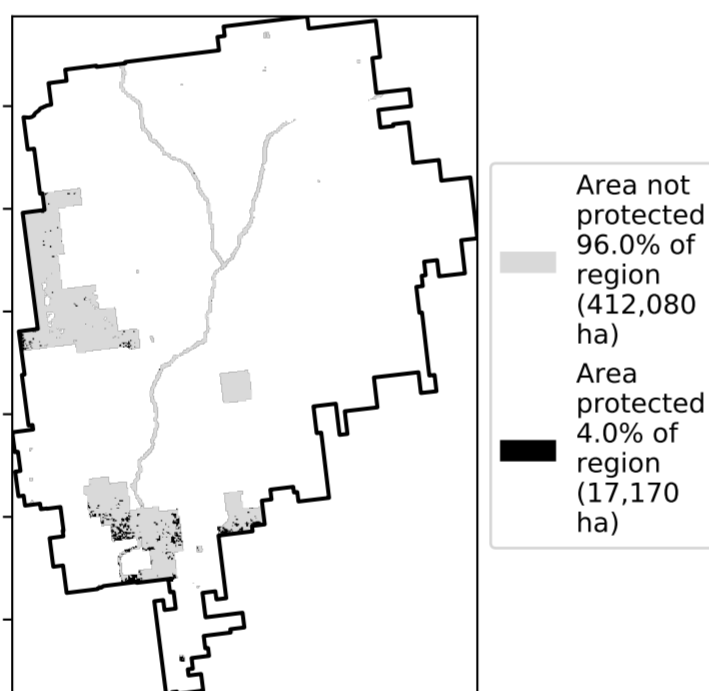 Area not
protected
96.0% of
region
(412,080
ha)
Area
protected
4.0% of
region
(17,170
ha)